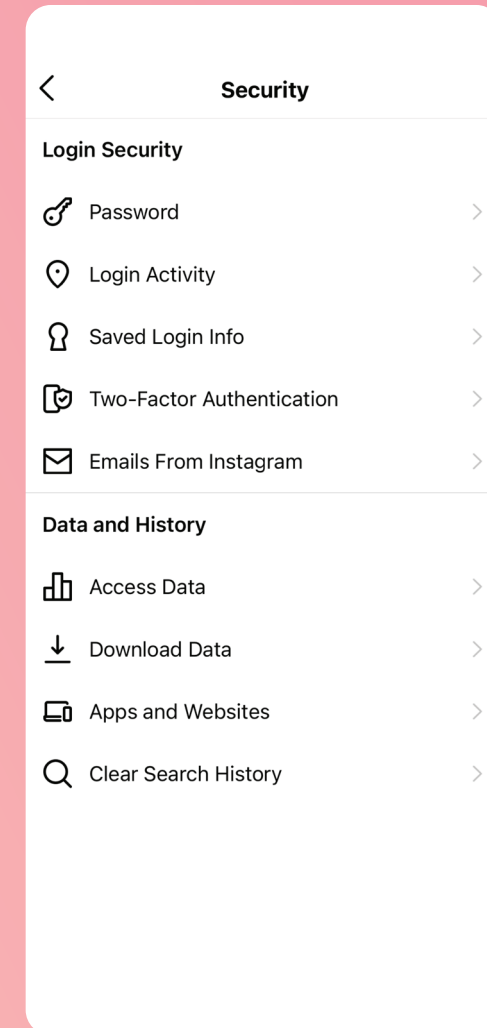 Security
Login Security
Password
Login Activity
Saved Login Info
Two-Factor Authentication
Emails From Instagram
Data and History
Access Data
Download Data
Apps and Websites
Clear Search History